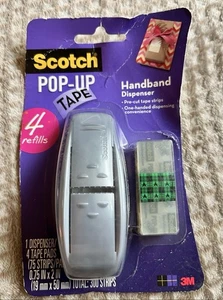 Scotch
POP-UP
TAPE
Handband
Dispenser
• Pre-cut tape strips
• One-handed dispensing
convenience
4
refills
1 DISPENSER/
4 TAPE PADS
(75 STRIPS/PA
0.75 IN x 2 IN
(19 mm x 50 mm) TOTAL: 300 STRIPS
3M